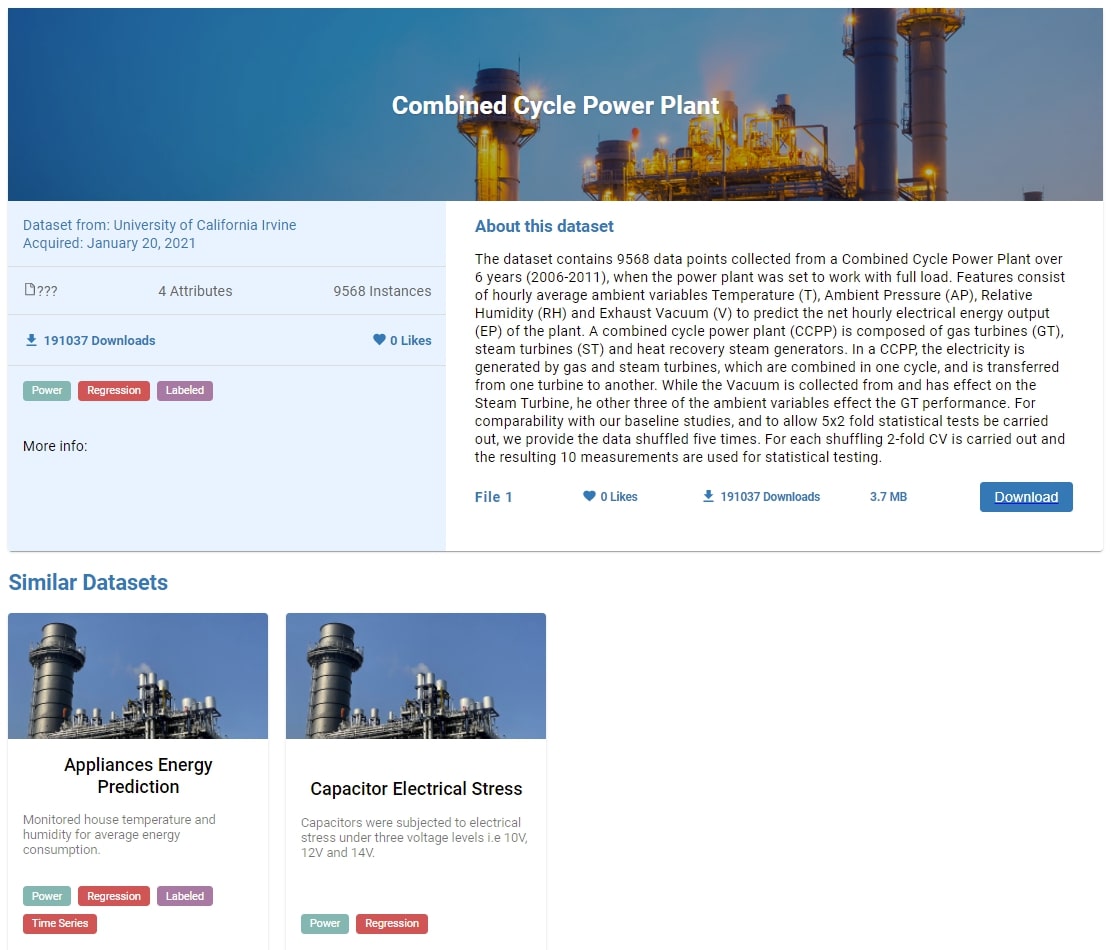 Combined Cycle Power Plant
Dataset from: University of California Irvine
Acquired: January 20, 2021
???
4 Attributes
9568 Instances
191037 Downloads
0 Likes
Power
Regression
Labeled
More info:
About this dataset
The dataset contains 9568 data points collected from a Combined Cycle Power Plant over
6 years (2006-2011), when the power plant was set to work with full load. Features consist
of hourly average ambient variables Temperature (T), Ambient Pressure (AP), Relative
Humidity (RH) and Exhaust Vacuum (V) to predict the net hourly electrical energy output
(EP) of the plant. A combined cycle power plant (CCPP) is composed of gas turbines (GT),
steam turbines (ST) and heat recovery steam generators. In a CCPP, the electricity is
generated by gas and steam turbines, which are combined in one cycle, and is transferred
from one turbine to another. While the Vacuum is collected from and has effect on the
Steam Turbine, he other three of the ambient variables effect the GT performance. For
comparability with our baseline studies, and to allow 5x2 fold statistical tests be carried
out, we provide the data shuffled five times. For each shuffling 2-fold CV is carried out and
the resulting 10 measurements are used for statistical testing.
File 1
0 Likes
191037 Downloads
3.7 MB
Download
Similar Datasets
Appliances Energy
Prediction
Monitored house temperature and
humidity for average energy
consumption.
Power
Regression
Labeled
Time Series
Capacitor Electrical Stress
Capacitors were subjected to electrical
stress under three voltage levels i.e 10V,
12V and 14V.
Power
Regression